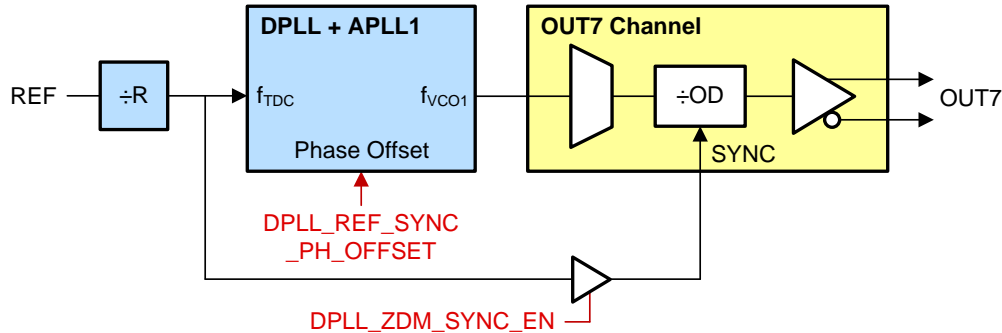 DPLL + APLL1
OUT7 Channel
REF
÷R
fTDC
fVCO1
÷OD
OUT7
Phase Offset
SYNC
DPLL_REF_SYNC
_PH_OFFSET
DPLL_ZDM_SYNC_EN